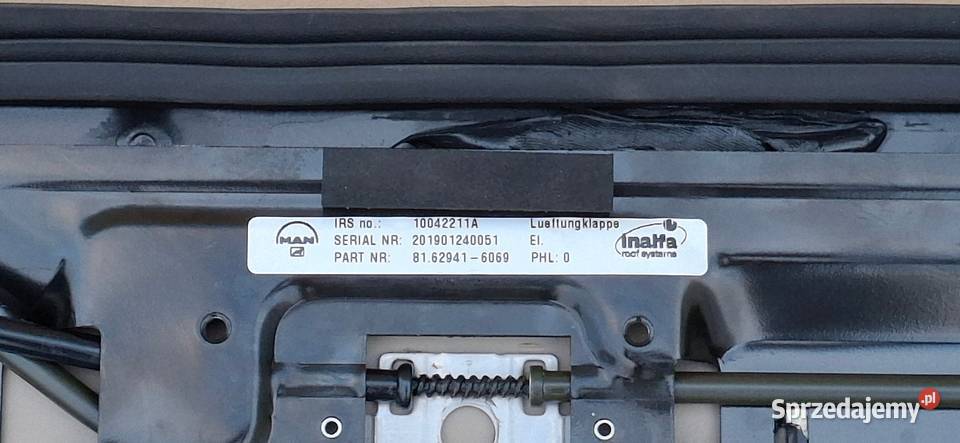 MAN
IRS no.: 10042211A Lueftungklappe
SERIAL NR: 201901240051 El.
PART NR: 81.62941-6069 PHL: 0
Inalfa
roof systems
Sprzedajemy.pl